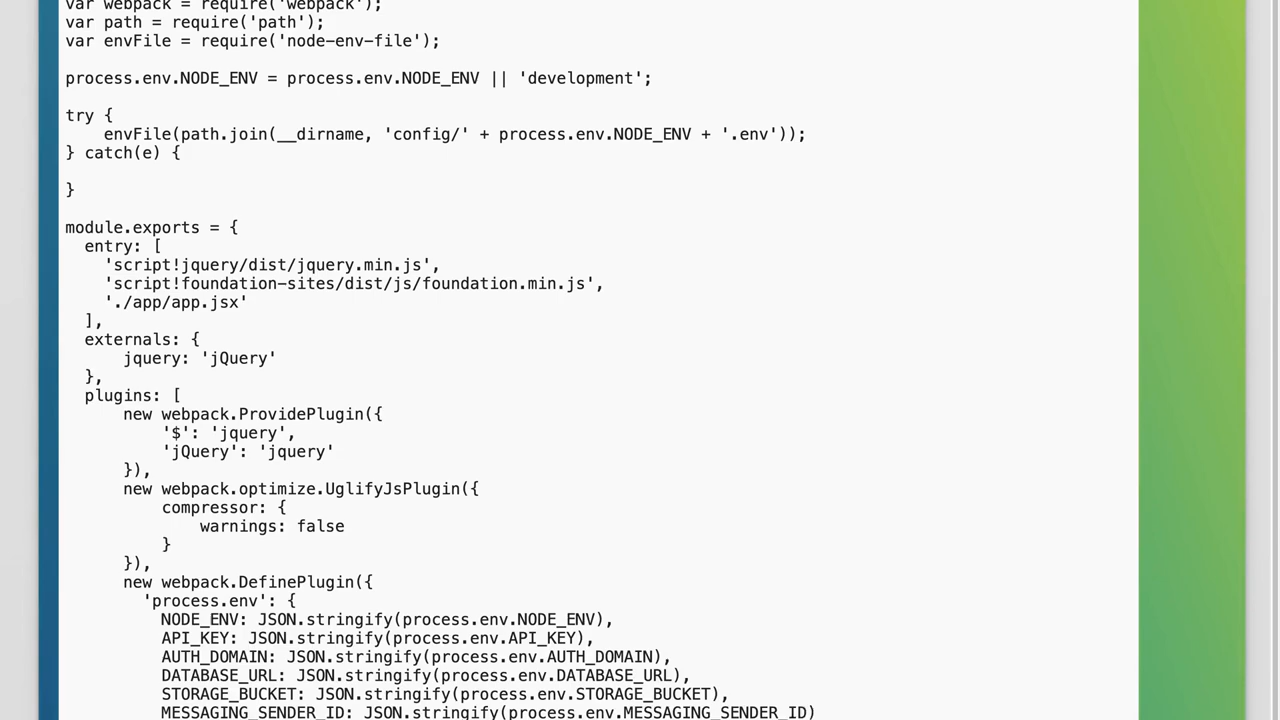 var webpack = require('webpack');
var path = require('path');
var envFile = require('node-env-file');
process.env.NODE_ENV = process.env.NODE_ENV || 'development';
try {
envFile(path.join(__dirname, 'config/' + process.env.NODE_ENV + '.env'));
} catch(e) {
}
module.exports = {
entry: [
'script!jquery/dist/jquery.min.js',
'script!foundation-sites/dist/js/foundation.min.js',
'./app/app.jsx'
],
externals: {
jquery: 'jQuery'
},
plugins: [
new webpack.ProvidePlugin({
'$': 'jquery',
'jQuery': 'jquery'
}),
new webpack.optimize.UglifyJsPlugin({
compressor: {
warnings: false
}
}),
new webpack.DefinePlugin({
'process.env': {
NODE_ENV: JSON.stringify(process.env.NODE_ENV),
API_KEY: JSON.stringify(process.env.API_KEY),
AUTH_DOMAIN: JSON.stringify(process.env.AUTH_DOMAIN),
DATABASE_URL: JSON.stringify(process.env.DATABASE_URL),
STORAGE_BUCKET: JSON.stringify(process.env.STORAGE_BUCKET),
MESSAGING_SENDER_ID: JSON.stringify(process.env.MESSAGING_SENDER_ID)